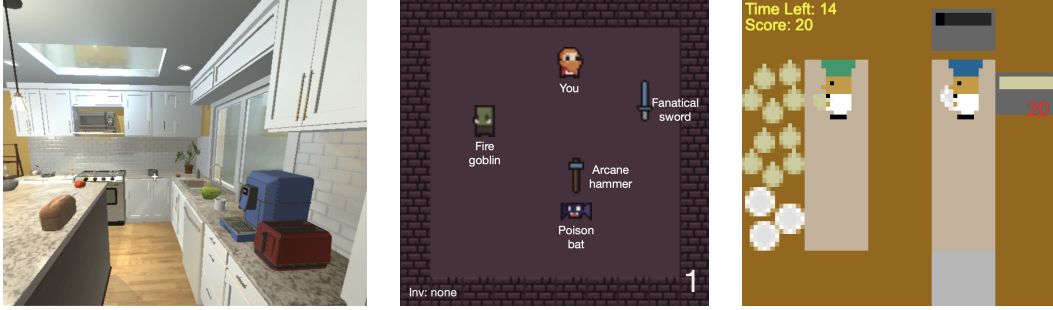 You
Fanatical
sword
Fire
goblin
Arcane
hammer
Poison
bat
Inv: none
1
Time Left: 14
Score: 20
20